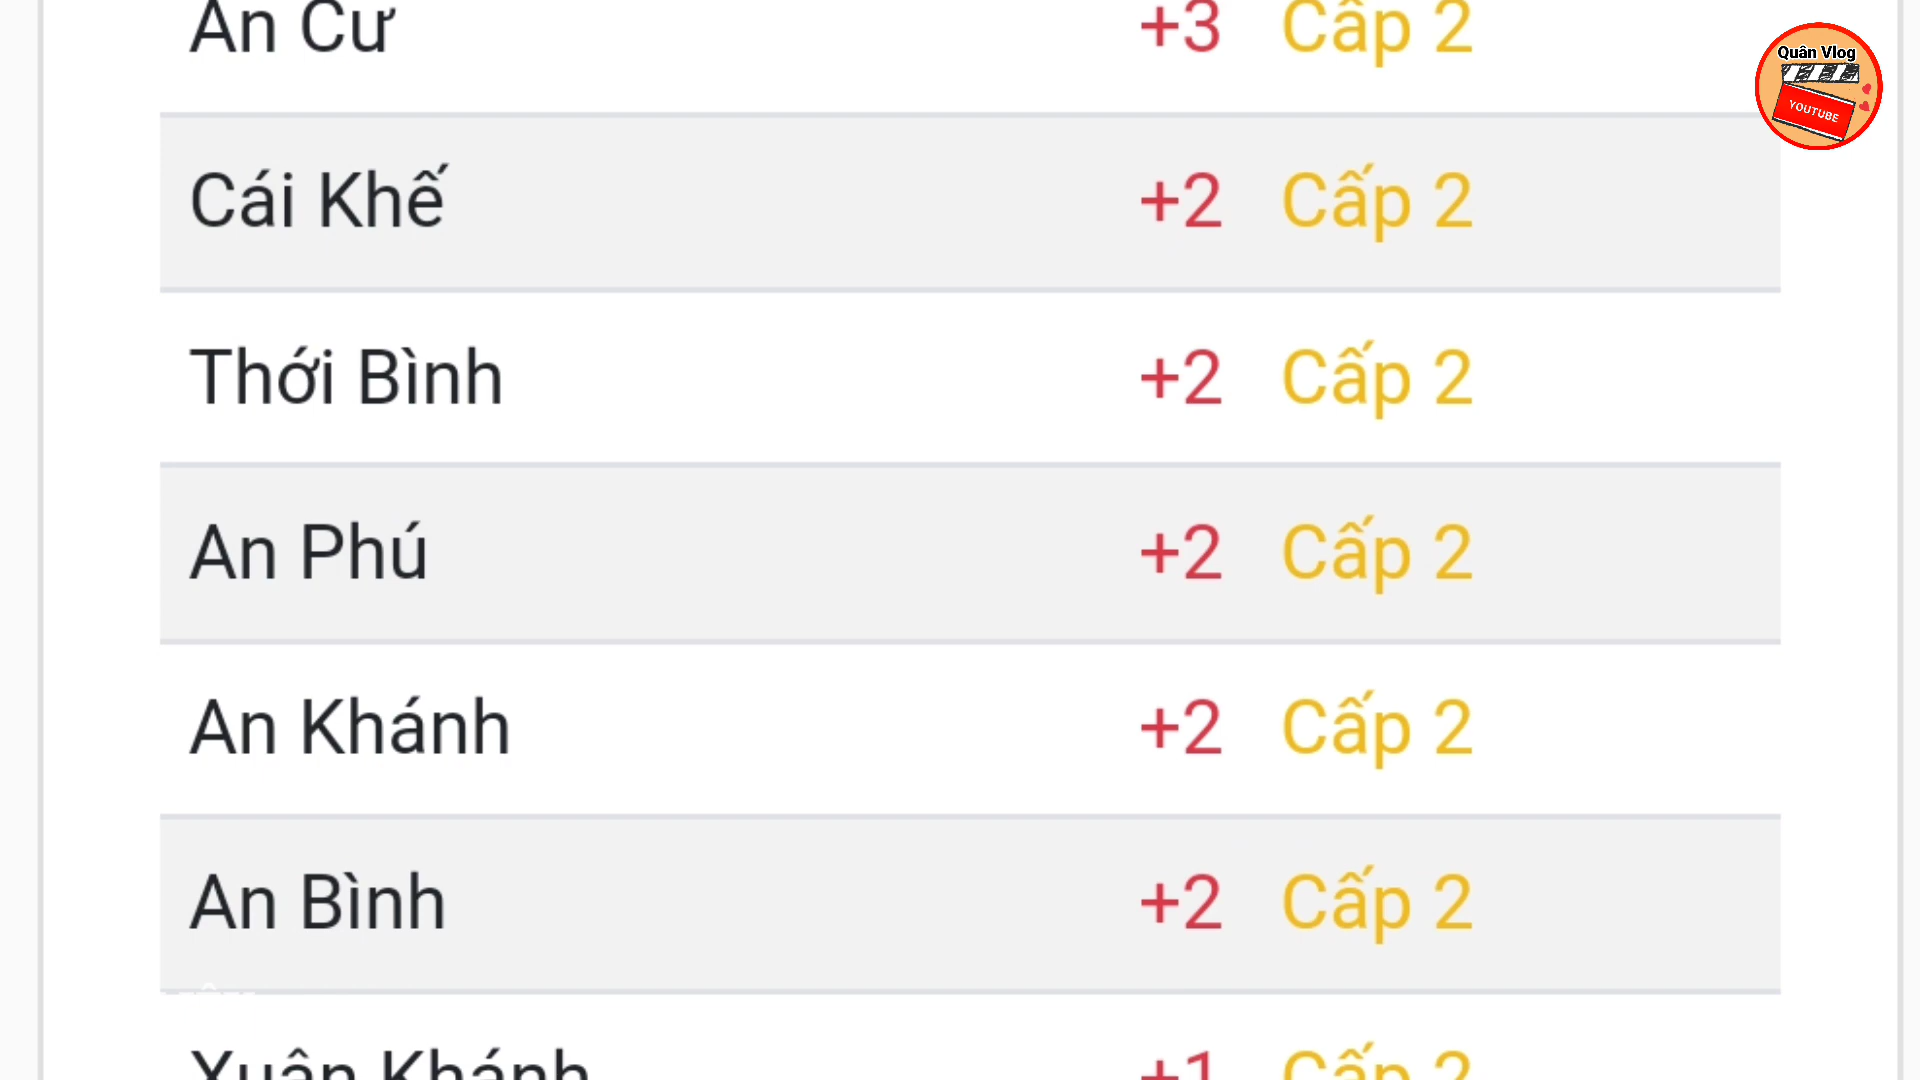 An Cư +3 Cấp 2
Quân Vlog
YOUTUBE
Cái Khế +2 Cấp 2
Thới Bình +2 Cấp 2
An Phú +2 Cấp 2
An Khánh +2 Cấp 2
An Bình +2 Cấp 2
Xuân Khánh +1 Cấp 2